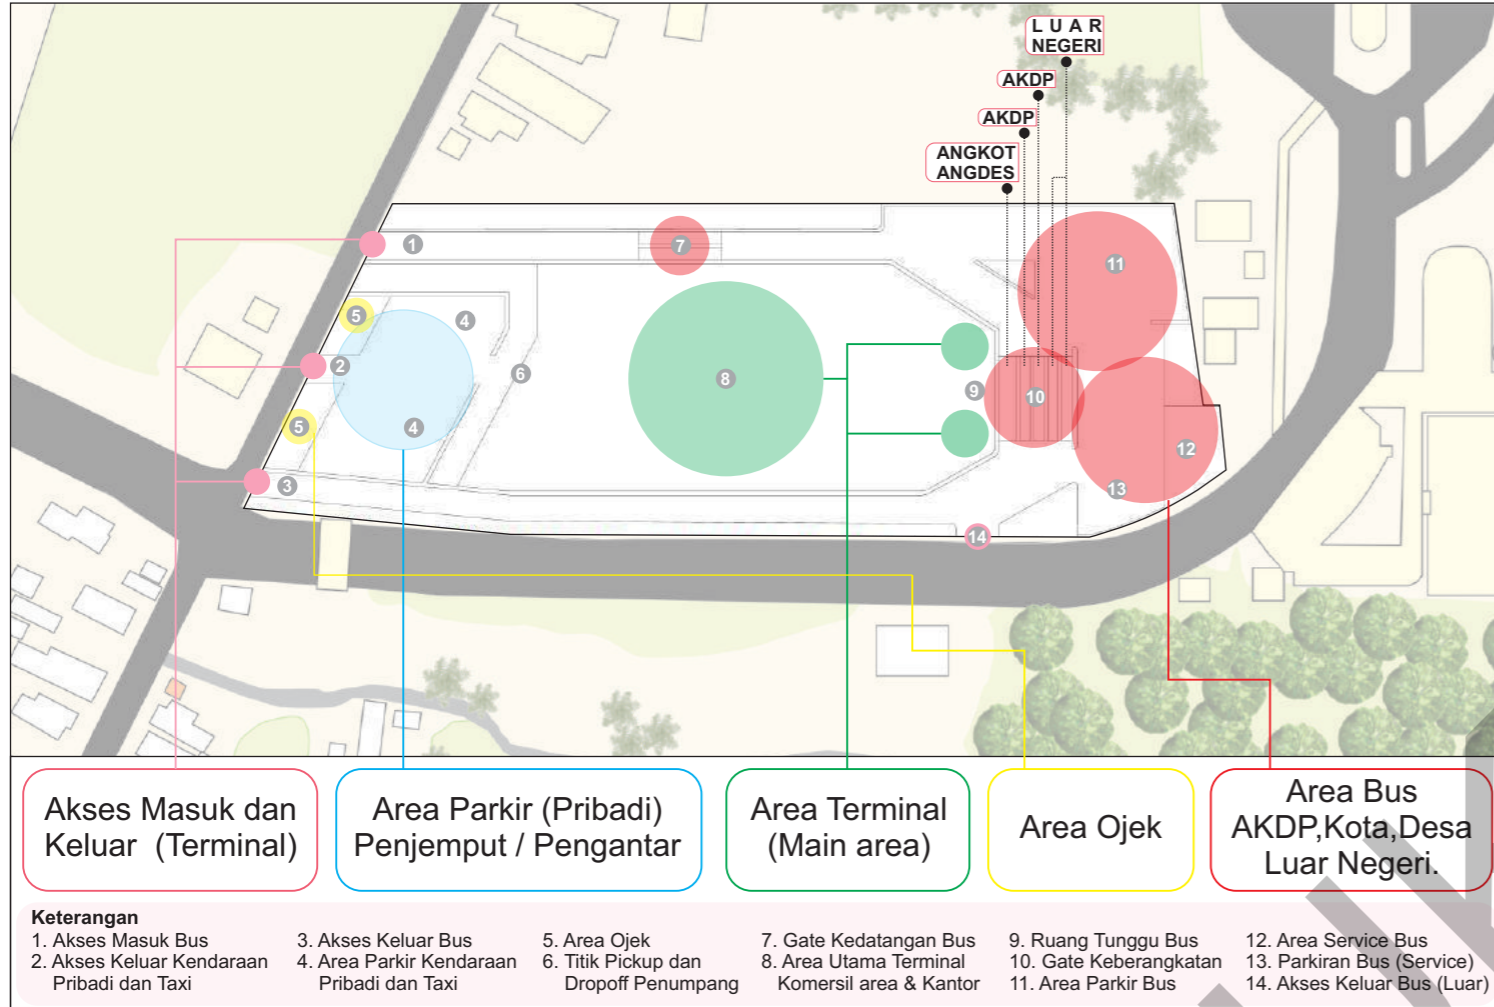 L U A R
NEGERI
AKDP
AKDP
ANGKOT
ANGDES
1
7
11
5
4
2
6
8
9
10
5
4
12
3
13
14
Akses Masuk dan
Keluar (Terminal)
Area Parkir (Pribadi)
Penjemput / Pengantar
Area Terminal
(Main area)
Area Ojek
Area Bus
AKDP,Kota,Desa
Luar Negeri.
Keterangan
1. Akses Masuk Bus
2. Akses Keluar Kendaraan
Pribadi dan Taxi
3. Akses Keluar Bus
4. Area Parkir Kendaraan
Pribadi dan Taxi
5. Area Ojek
6. Titik Pickup dan
Dropoff Penumpang
7. Gate Kedatangan Bus
8. Area Utama Terminal
Komersil area & Kantor
9. Ruang Tunggu Bus
10. Gate Keberangkatan
11. Area Parkir Bus
12. Area Service Bus
13. Parkiran Bus (Service)
14. Akses Keluar Bus (Luar)